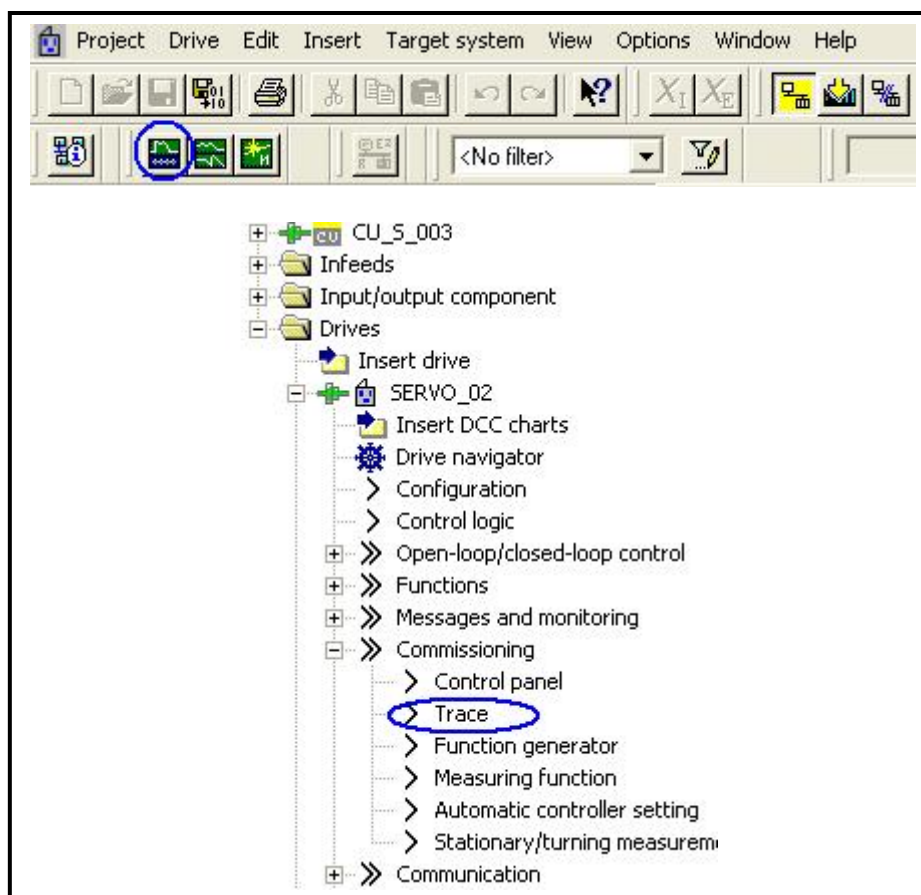 Project Drive Edit Insert Target system View Options Window Help
<No filter>
CU_S_003
Infeeds
Input/output component
Drives
Insert drive
SERVO_02
Insert DCC charts
Drive navigator
Configuration
Control logic
Open-loop/closed-loop control
Functions
Messages and monitoring
Commissioning
Control panel
Trace
Function generator
Measuring function
Automatic controller setting
Stationary/turning measurem
Communication